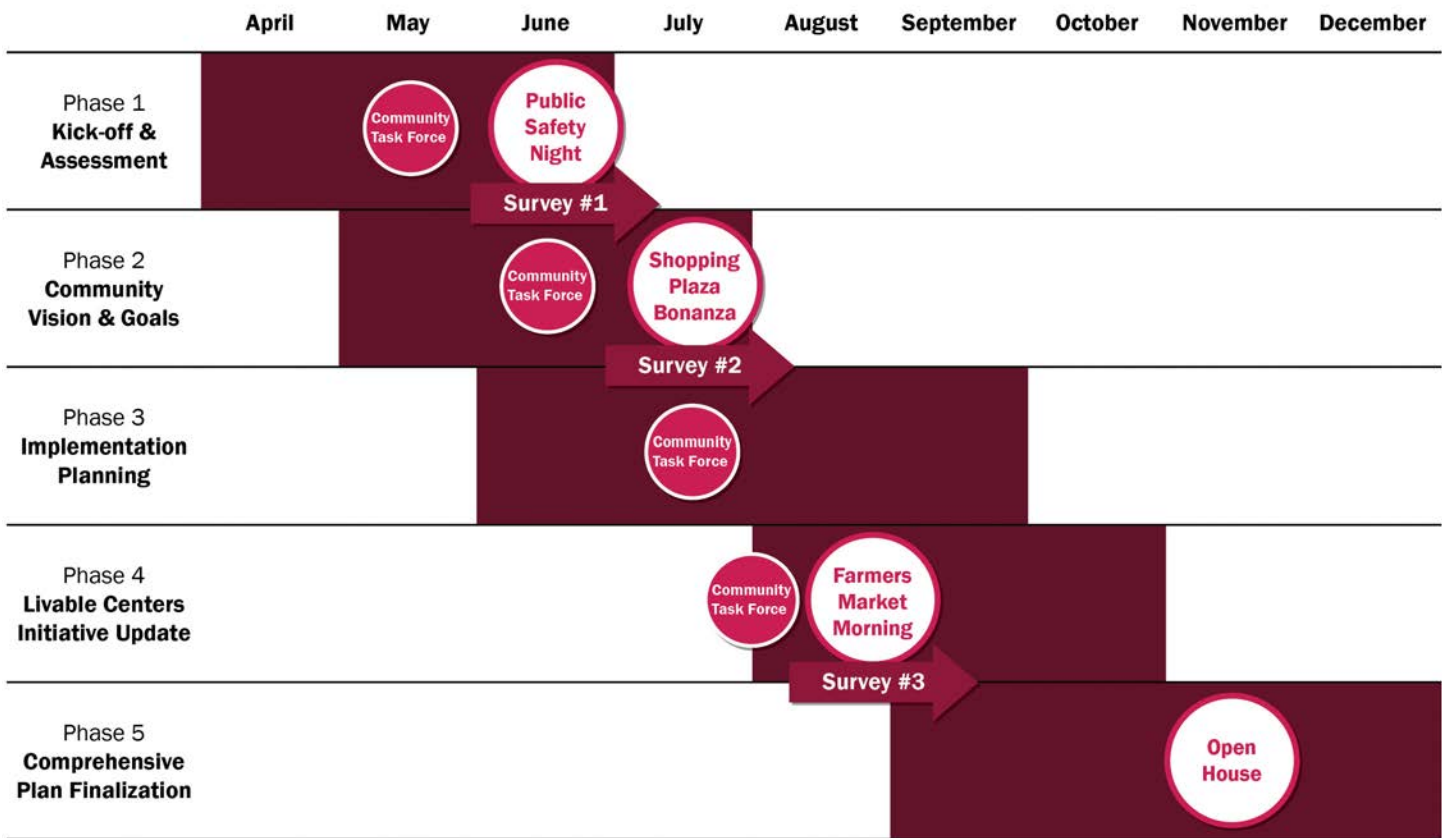 April May June July August September October November December
Phase 1
Kick-off &
Assessment
Community
Task Force
Public
Safety
Night
Survey #1
Phase 2
Community
Vision & Goals
Community
Task Force
Shopping
Plaza
Bonanza
Survey #2
Phase 3
Implementation
Planning
Community
Task Force
Phase 4
Livable Centers
Initiative Update
Community
Task Force
Farmers
Market
Morning
Survey #3
Phase 5
Comprehensive
Plan Finalization
Open
House